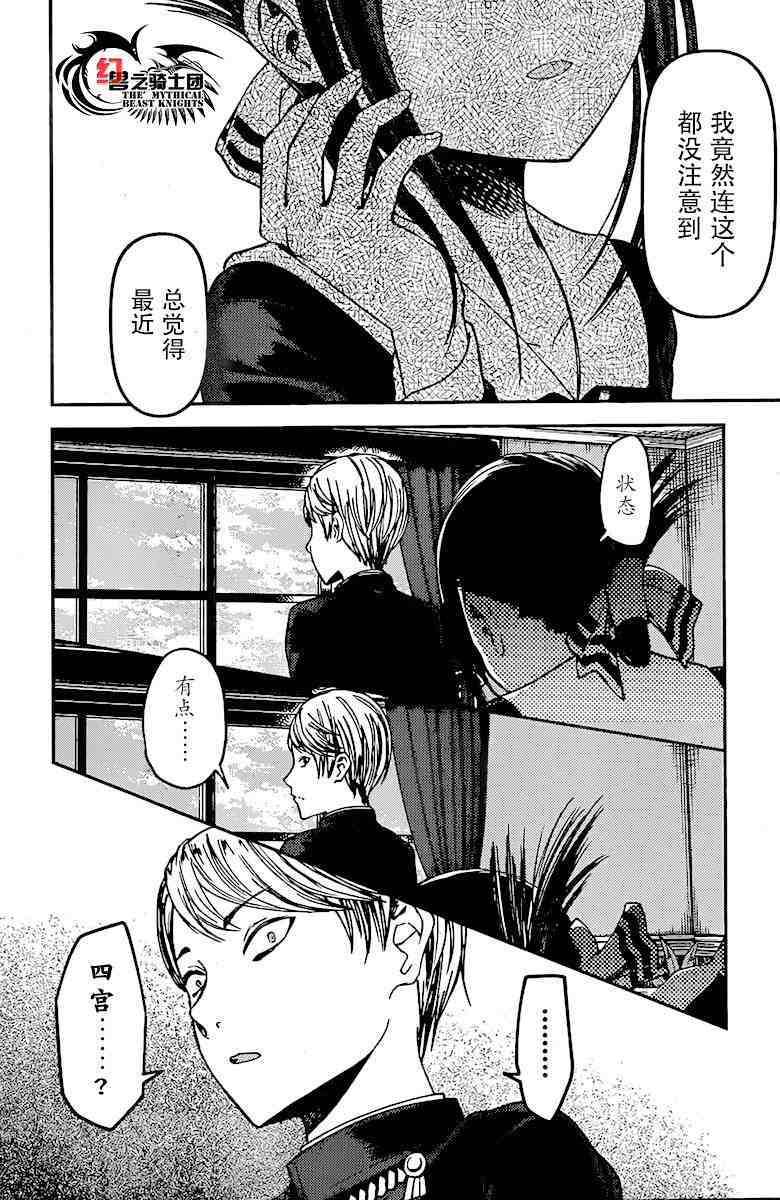 幻兽之骑士团
THE MYTHICAL
BEAST KNIGHTS
我竟然连这个
都没注意到
总觉得
最近
状态
有点……
………
四宫……？